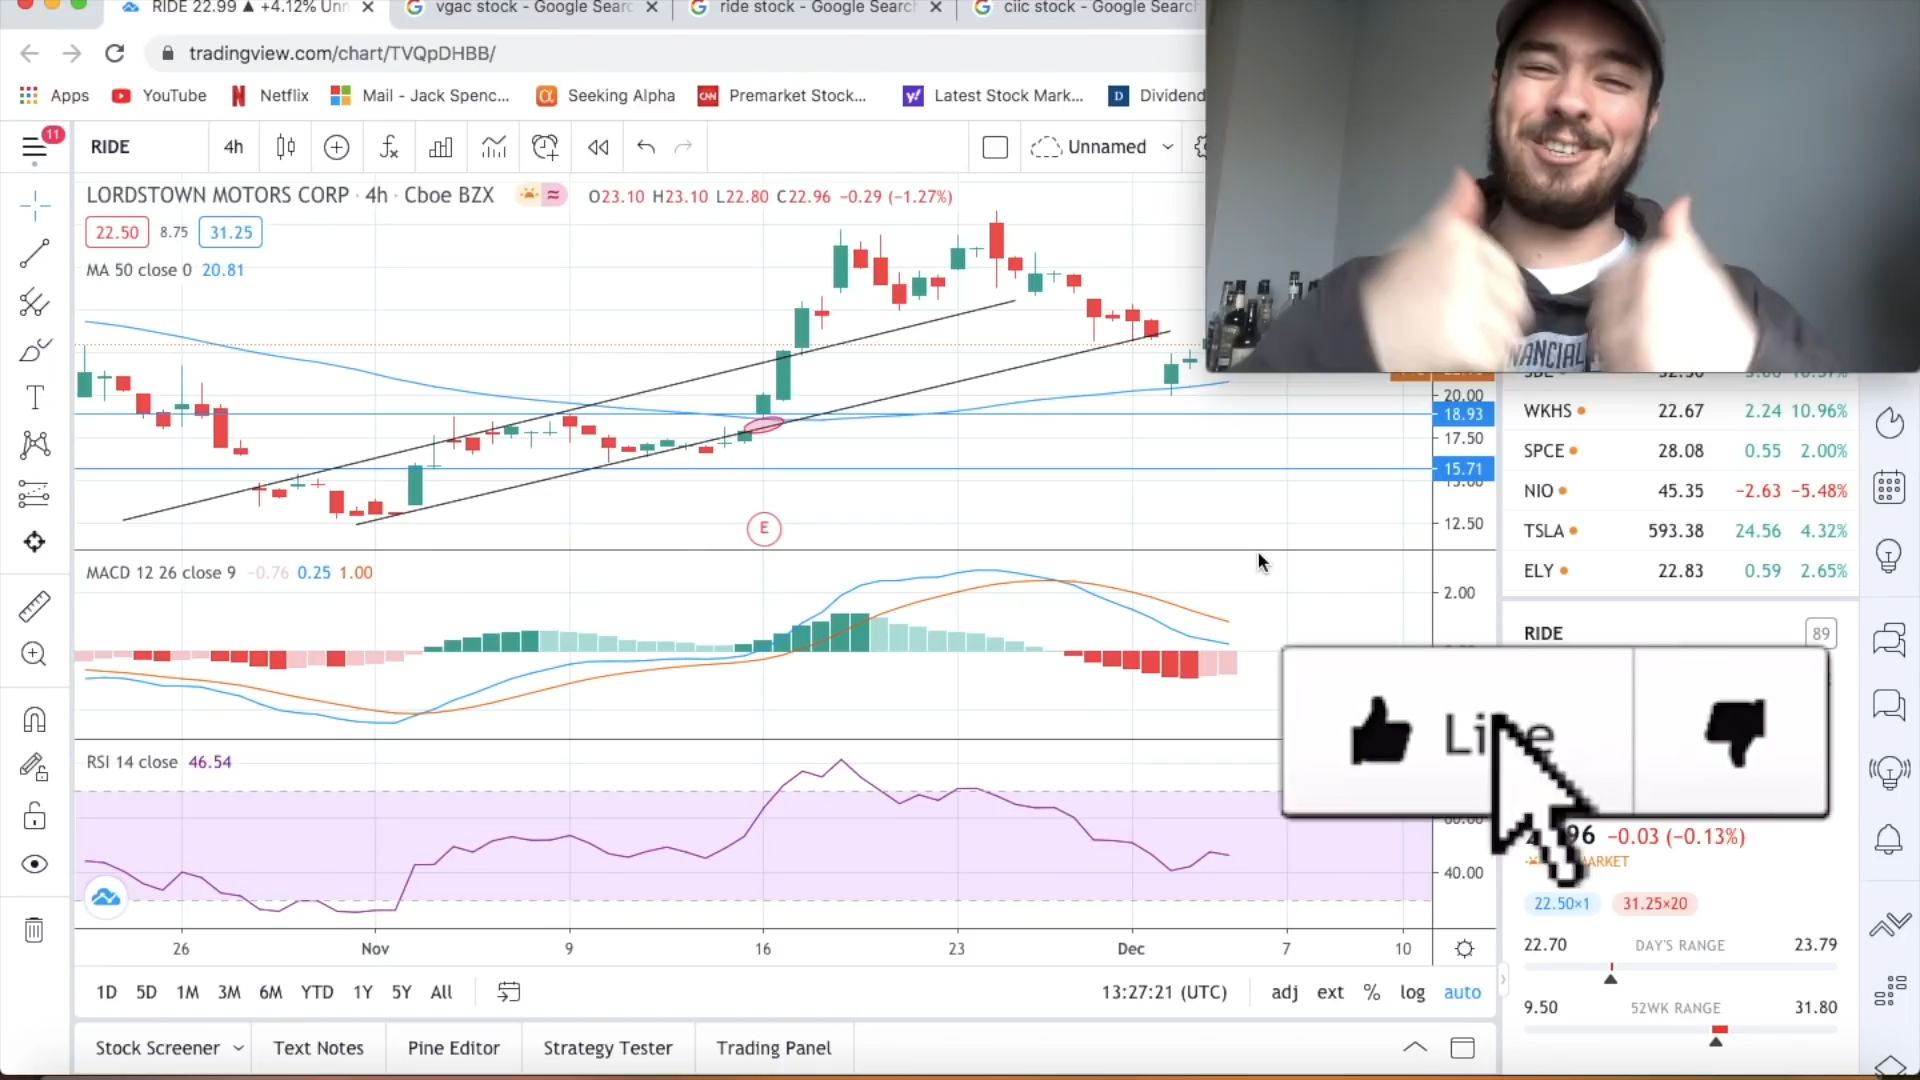 RIDE 22.99 ▲ +4.12% Unn
vgac stock - Google Searc
ride stock - Google Search
ciic stock - Google Search
tradingview.com/chart/TVQpDHBB/
Apps
YouTube
Netflix
Mail - Jack Spenc...
Seeking Alpha
Premarket Stock...
Latest Stock Mark...
Dividend
11
RIDE
4h
Unnamed
LORDSTOWN MOTORS CORP · 4h · Cboe BZX
O23.10 H23.10 L22.80 C22.96 −0.29 (−1.27%)
22.50 8.75 31.25
MA 50 close 0 20.81
20.00
18.93
17.50
15.71
15.00
12.50
E
MACD 12 26 close 9 −0.76 0.25 1.00
2.00
RSI 14 close 46.54
60.00
40.00
26 Nov 9 16 23 Dec 7 10
1D 5D 1M 3M 6M YTD 1Y 5Y All
13:27:21 (UTC)
adj ext % log auto
Stock Screener
Text Notes
Pine Editor
Strategy Tester
Trading Panel
NANCIAL
WKHS 22.67 2.24 10.96%
SPCE 28.08 0.55 2.00%
NIO 45.35 −2.63 −5.48%
TSLA 593.38 24.56 4.32%
ELY 22.83 0.59 2.65%
RIDE
89
−0.03 (−0.13%)
22.50×1 31.25×20
22.70 DAY'S RANGE 23.79
9.50 52WK RANGE 31.80